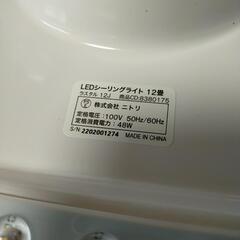 LEDシーリングライト 12畳
ラスタル 12J 商品CD:8380175
株式会社 ニトリ
定格電圧:100V 50Hz/60Hz
定格消費電力:48W
S/N:2202001274 MADE IN CHINA